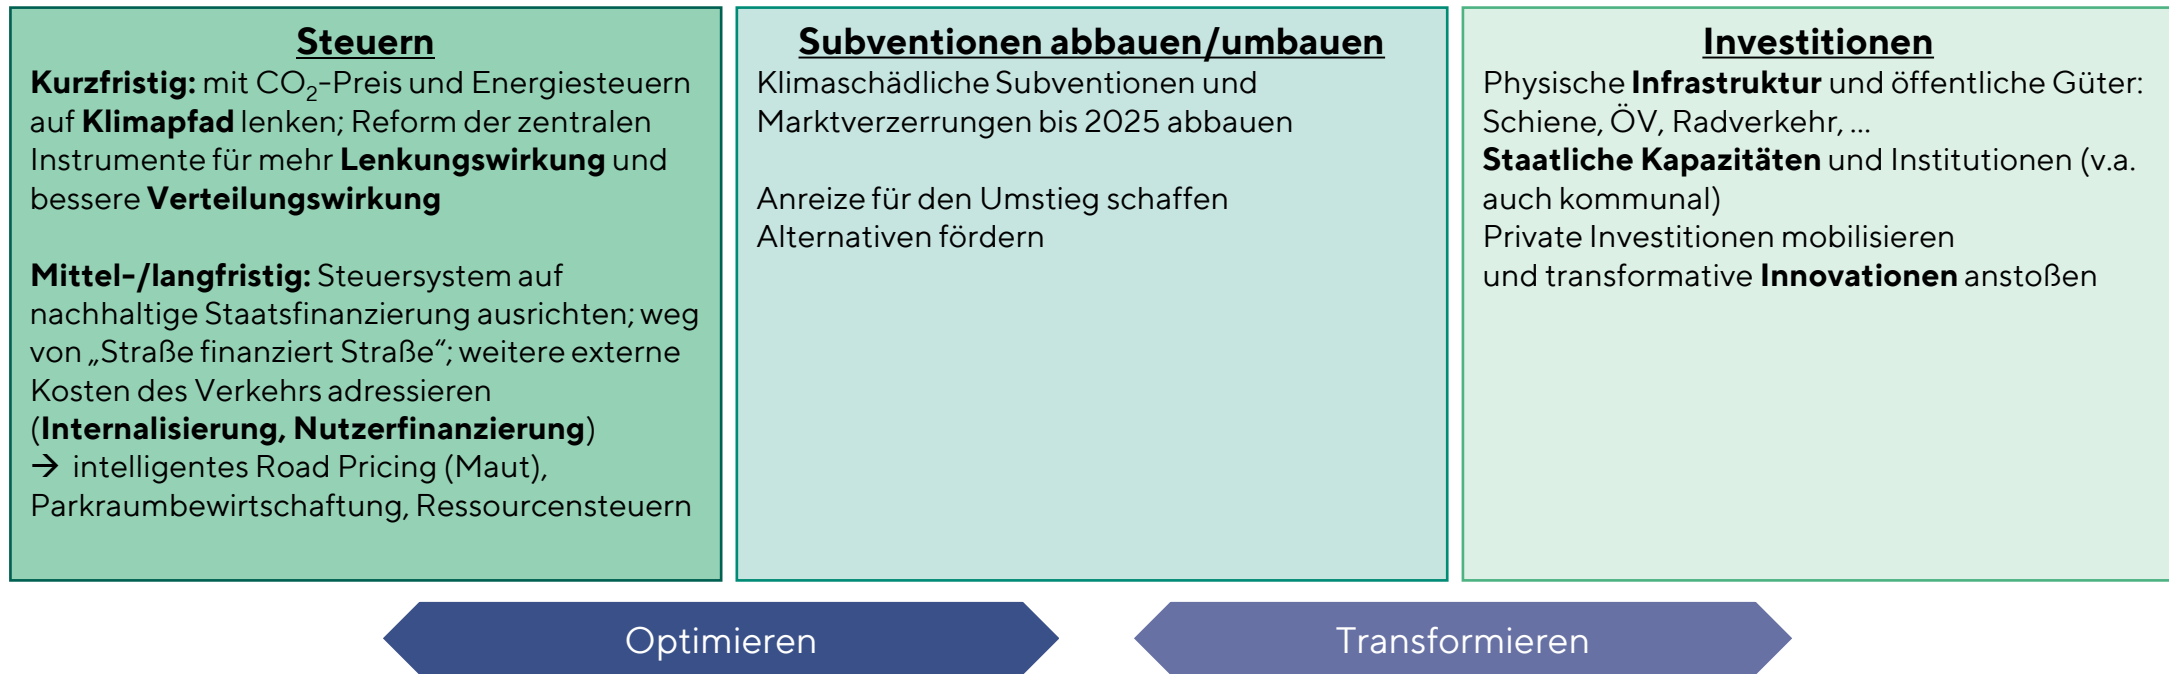 Steuern
Kurzfristig: mit CO₂-Preis und Energiesteuern
auf Klimapfad lenken; Reform der zentralen
Instrumente für mehr Lenkungswirkung und
bessere Verteilungswirkung
Mittel-/langfristig: Steuersystem auf
nachhaltige Staatsfinanzierung ausrichten; weg
von „Straße finanziert Straße“; weitere externe
Kosten des Verkehrs adressieren
(Internalisierung, Nutzerfinanzierung)
→ intelligentes Road Pricing (Maut),
Parkraumbewirtschaftung, Ressourcensteuern
Subventionen abbauen/umbauen
Klimaschädliche Subventionen und
Marktverzerrungen bis 2025 abbauen
Anreize für den Umstieg schaffen
Alternativen fördern
Investitionen
Physische Infrastruktur und öffentliche Güter:
Schiene, ÖV, Radverkehr, ...
Staatliche Kapazitäten und Institutionen (v.a.
auch kommunal)
Private Investitionen mobilisieren
und transformative Innovationen anstoßen
Optimieren
Transformieren